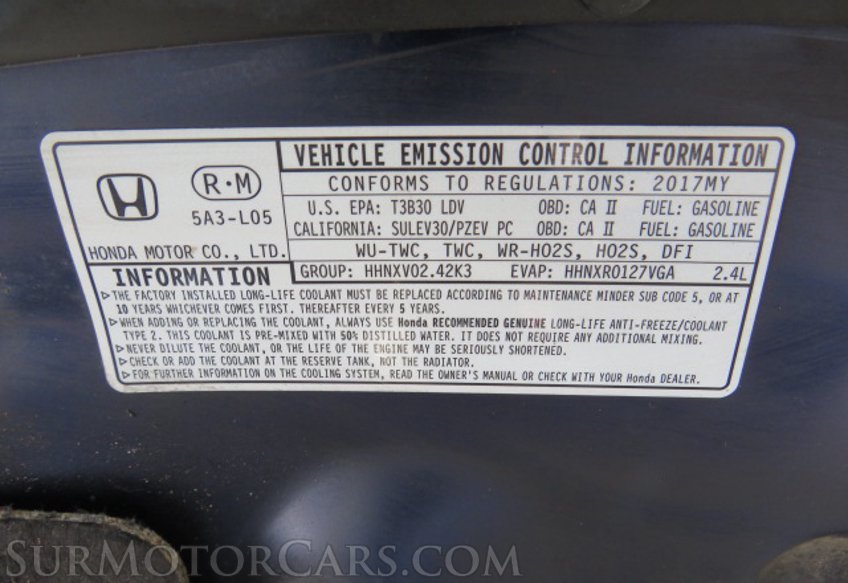 R·M
5A3-L05
HONDA MOTOR CO., LTD.
VEHICLE EMISSION CONTROL INFORMATION
CONFORMS TO REGULATIONS: 2017MY
U.S. EPA: T3B30 LDV OBD: CA II FUEL: GASOLINE
CALIFORNIA: SULEV30/PZEV PC OBD: CA II FUEL: GASOLINE
WU-TWC, TWC, WR-HO2S, HO2S, DFI
GROUP: HHNXV02.42K3 EVAP: HHNXR0127VGA 2.4L
INFORMATION
▷THE FACTORY INSTALLED LONG-LIFE COOLANT MUST BE REPLACED ACCORDING TO MAINTENANCE MINDER SUB CODE 5, OR AT
10 YEARS WHICHEVER COMES FIRST. THEREAFTER EVERY 5 YEARS.
▷WHEN ADDING OR REPLACING THE COOLANT, ALWAYS USE Honda RECOMMENDED GENUINE LONG-LIFE ANTI-FREEZE/COOLANT
TYPE 2. THIS COOLANT IS PRE-MIXED WITH 50% DISTILLED WATER. IT DOES NOT REQUIRE ANY ADDITIONAL MIXING.
▷NEVER DILUTE THE COOLANT, OR THE LIFE OF THE ENGINE MAY BE SERIOUSLY SHORTENED.
▷CHECK OR ADD THE COOLANT AT THE RESERVE TANK, NOT THE RADIATOR.
▷FOR FURTHER INFORMATION ON THE COOLING SYSTEM, READ THE OWNER'S MANUAL OR CHECK WITH YOUR Honda DEALER.
SURMOTORCARS.COM